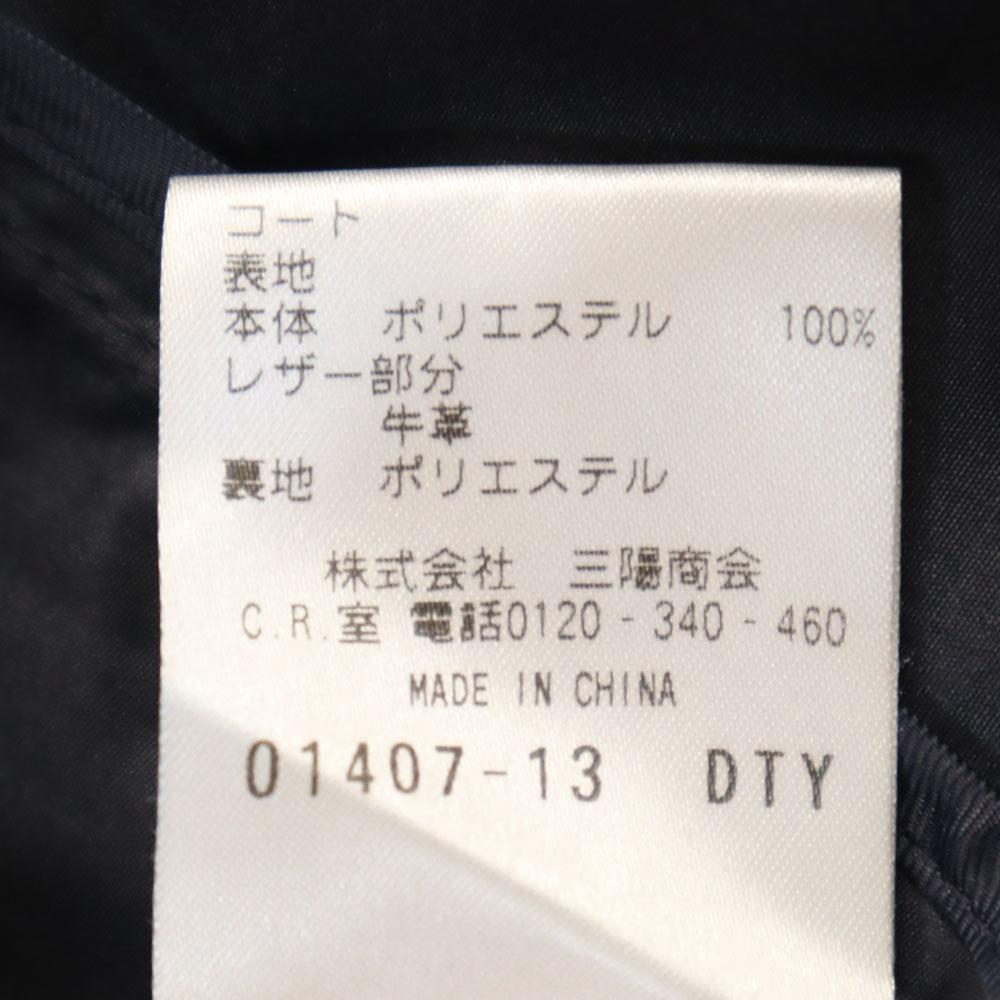 コート
表地
本体 ポリエステル 100%
レザー部分
牛革
裏地 ポリエステル
株式会社 三陽商会
C.R.室 電話0120-340-460
MADE IN CHINA
01407-13 DTY